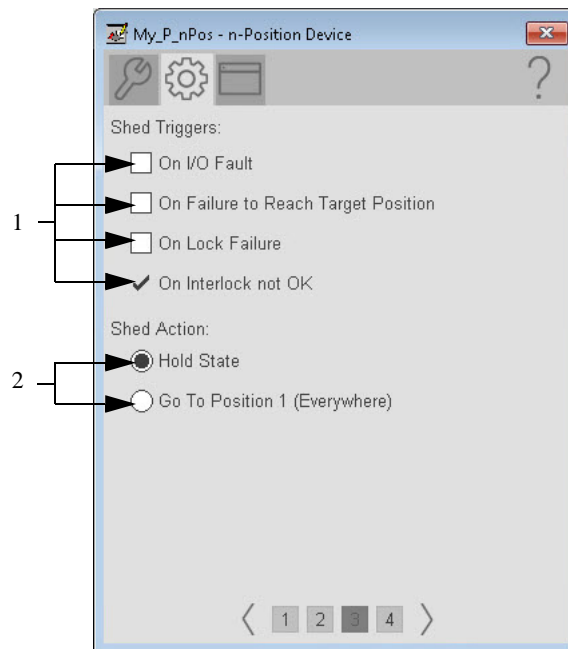 My_P_nPos - n-Position Device
?
Shed Triggers:
On I/O Fault
On Failure to Reach Target Position
1
On Lock Failure
On Interlock not OK
Shed Action:
Hold State
2
Go To Position 1 (Everywhere)
1 2 3 4